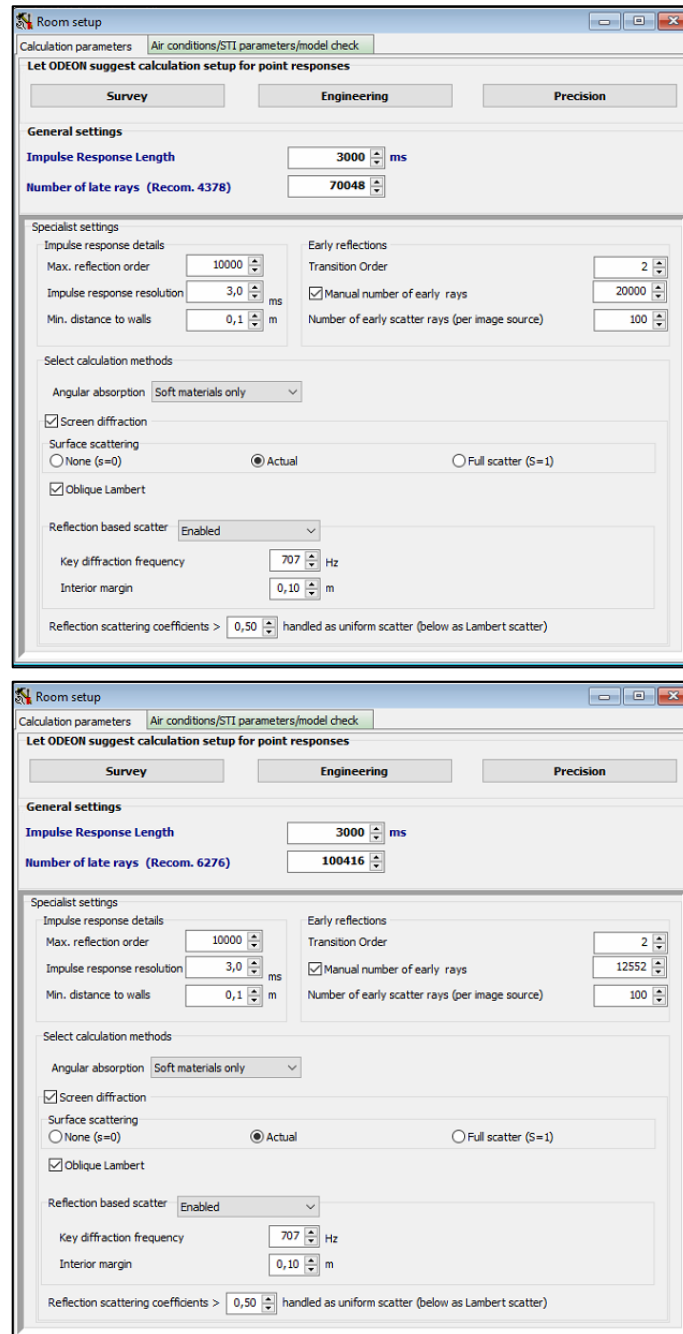 Room setup
Calculation parameters Air conditions/STI parameters/model check
Let ODEON suggest calculation setup for point responses
Survey Engineering Precision
General settings
Impulse Response Length 3000 ms
Number of late rays (Recom. 4378) 70048
Specialist settings
Impulse response details Early reflections
Max. reflection order 10000 Transition Order 2
Impulse response resolution 3,0 ms Manual number of early rays 20000
Min. distance to walls 0,1 m Number of early scatter rays (per image source) 100
Select calculation methods
Angular absorption Soft materials only
Screen diffraction
Surface scattering
None (s=0) Actual Full scatter (S=1)
Oblique Lambert
Reflection based scatter Enabled
Key diffraction frequency 707 Hz
Interior margin 0,10 m
Reflection scattering coefficients > 0,50 handled as uniform scatter (below as Lambert scatter)
Room setup
Calculation parameters Air conditions/STI parameters/model check
Let ODEON suggest calculation setup for point responses
Survey Engineering Precision
General settings
Impulse Response Length 3000 ms
Number of late rays (Recom. 6276) 100416
Specialist settings
Impulse response details Early reflections
Max. reflection order 10000 Transition Order 2
Impulse response resolution 3,0 ms Manual number of early rays 12552
Min. distance to walls 0,1 m Number of early scatter rays (per image source) 100
Select calculation methods
Angular absorption Soft materials only
Screen diffraction
Surface scattering
None (s=0) Actual Full scatter (S=1)
Oblique Lambert
Reflection based scatter Enabled
Key diffraction frequency 707 Hz
Interior margin 0,10 m
Reflection scattering coefficients > 0,50 handled as uniform scatter (below as Lambert scatter)